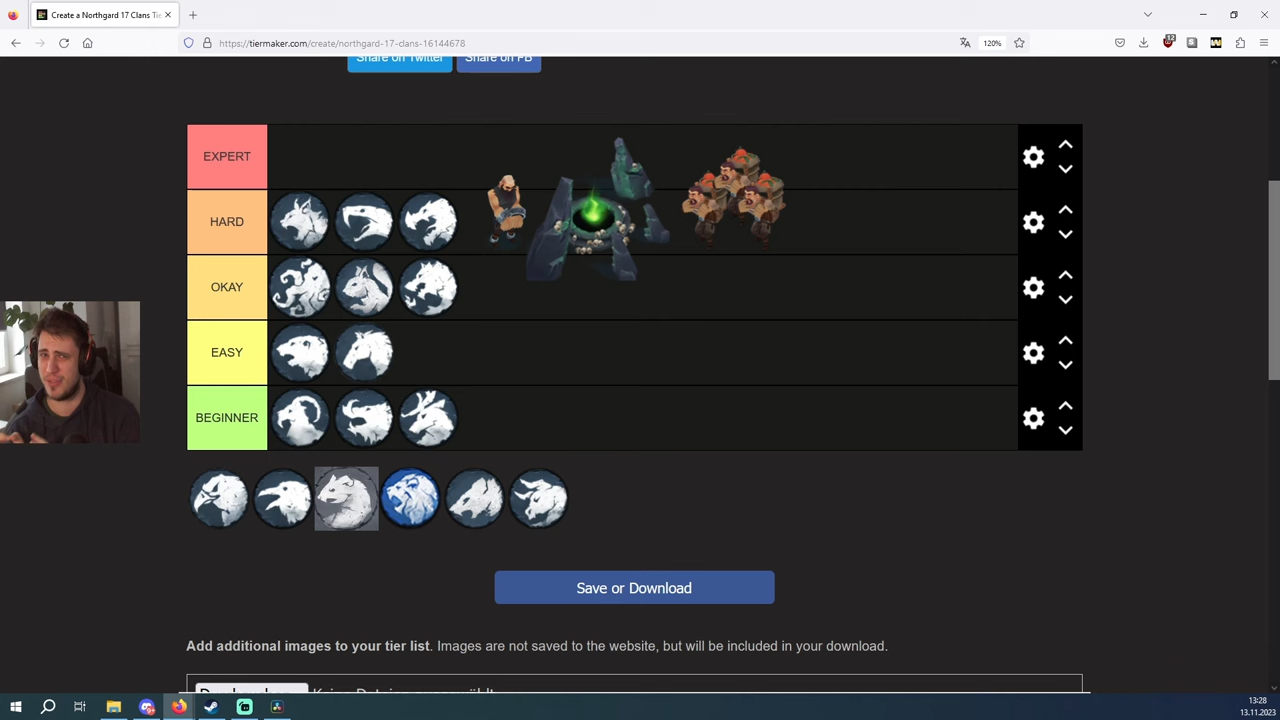 Create a Northgard 17 Clans Tie
https://tiermaker.com/create/northgard-17-clans-16144678
120%
12
Share on Twitter
Share on FB
EXPERT
HARD
OKAY
EASY
BEGINNER
Save or Download
Add additional images to your tier list. Images are not saved to the website, but will be included in your download.
13:28
13.11.2023